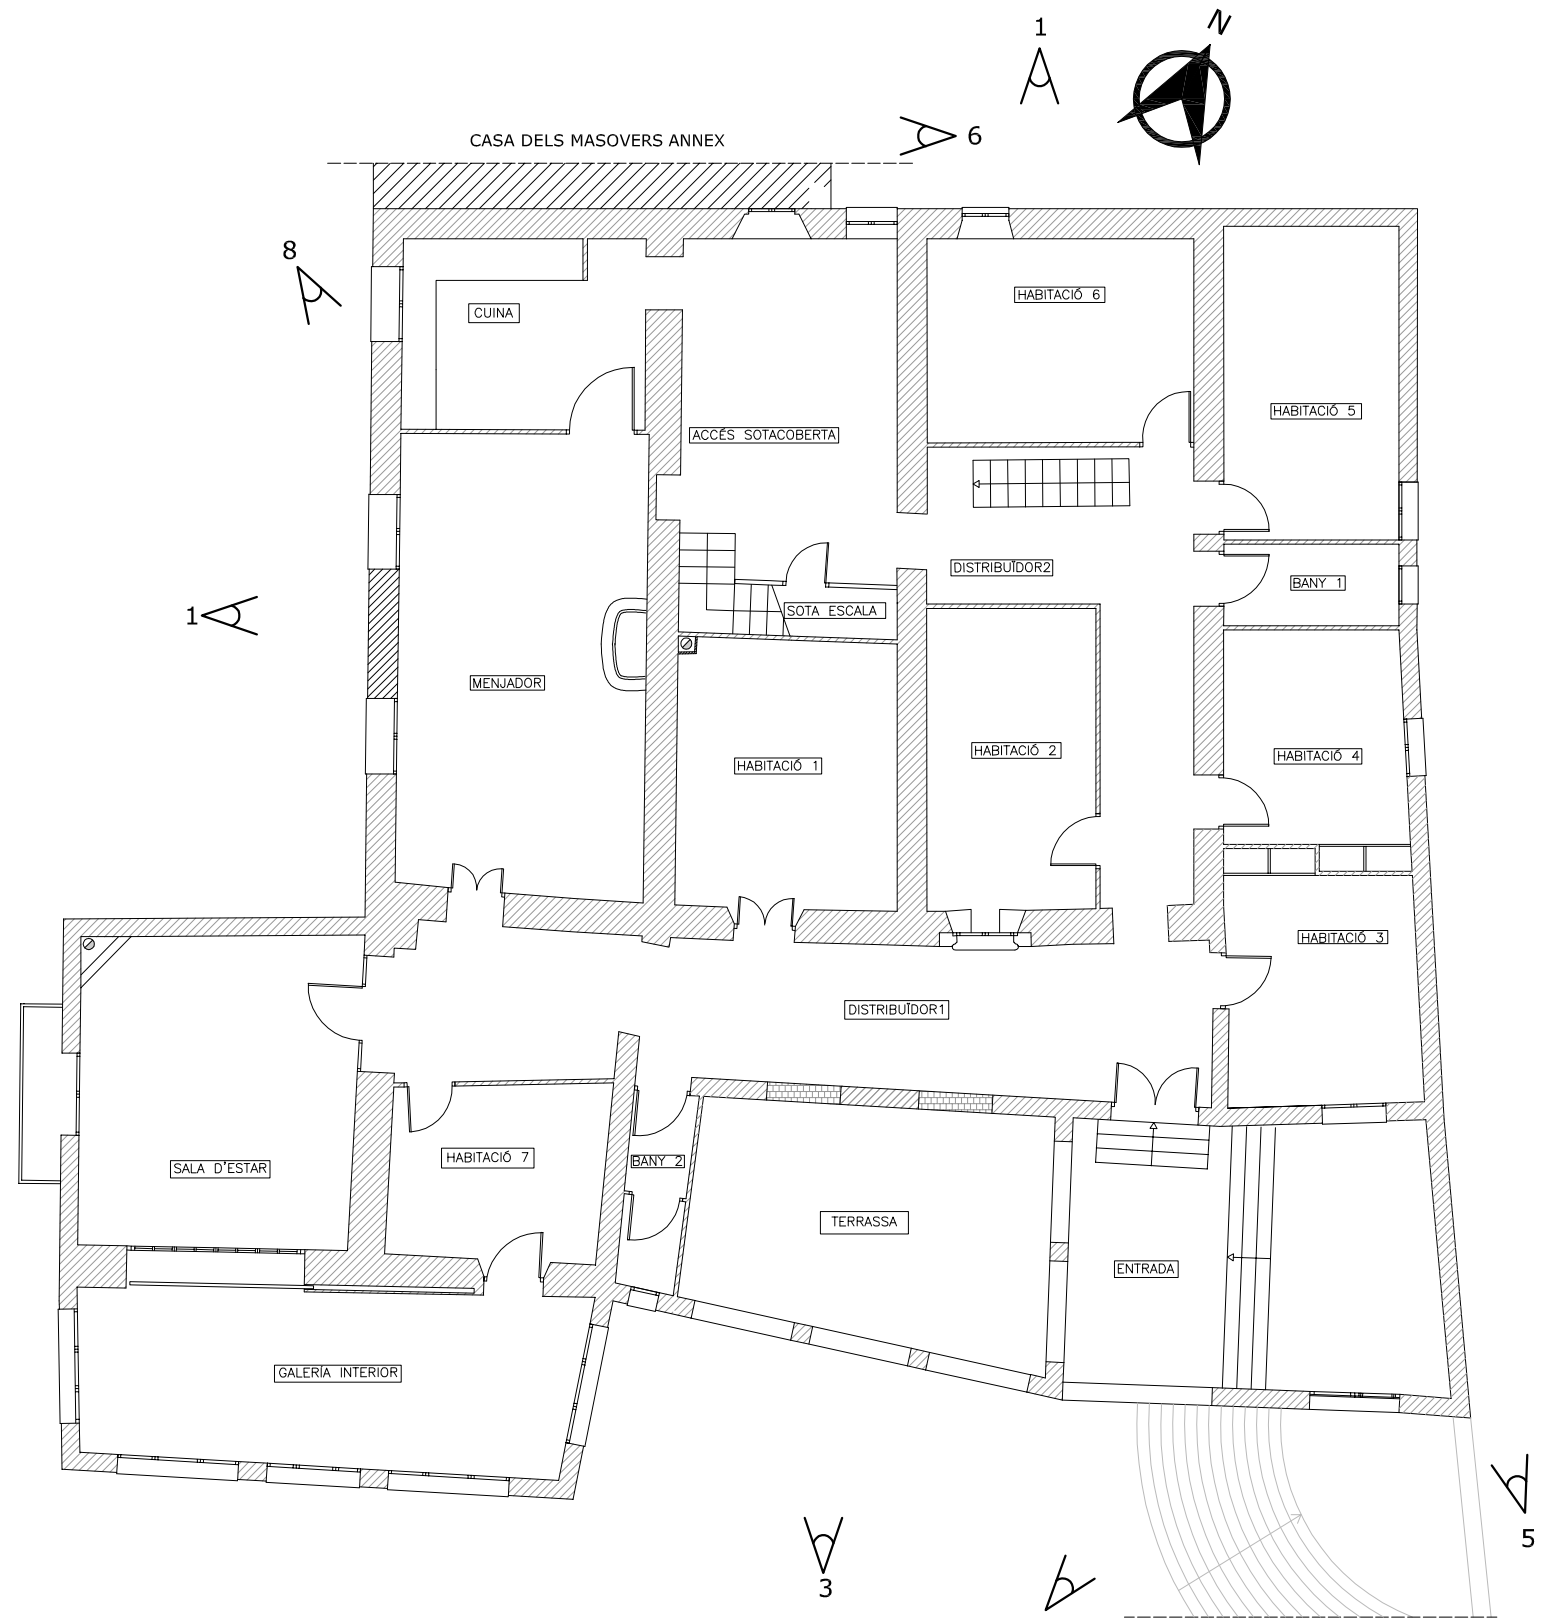 N
1
CASA DELS MASOVERS ANNEX
6
8
CUINA
HABITACIÓ 6
HABITACIÓ 5
ACCÉS SOTACOBERTA
DISTRIBUÏDOR2
BANY 1
SOTA ESCALA
1
MENJADOR
HABITACIÓ 1
HABITACIÓ 2
HABITACIÓ 4
HABITACIÓ 3
DISTRIBUÏDOR1
SALA D'ESTAR
HABITACIÓ 7
BANY 2
TERRASSA
ENTRADA
GALERÍA INTERIOR
5
3